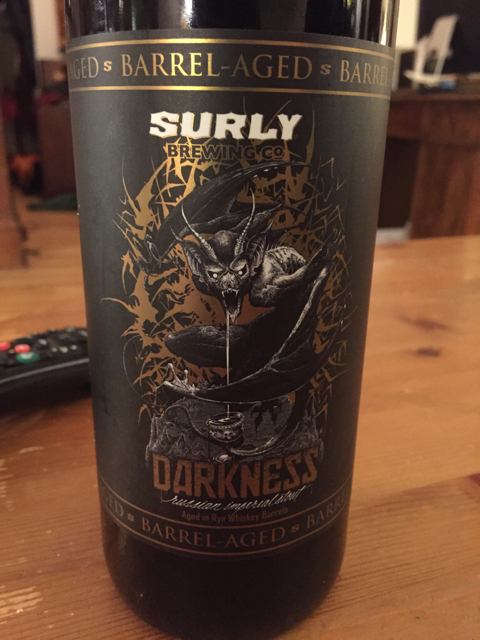 AGED S BARREL-AGED S BARREL
SURLY
BREWING CO
DARKNESS
russian imperial stout
Aged in Rye Whiskey Barrels
AGED S BARREL-AGED S BARR